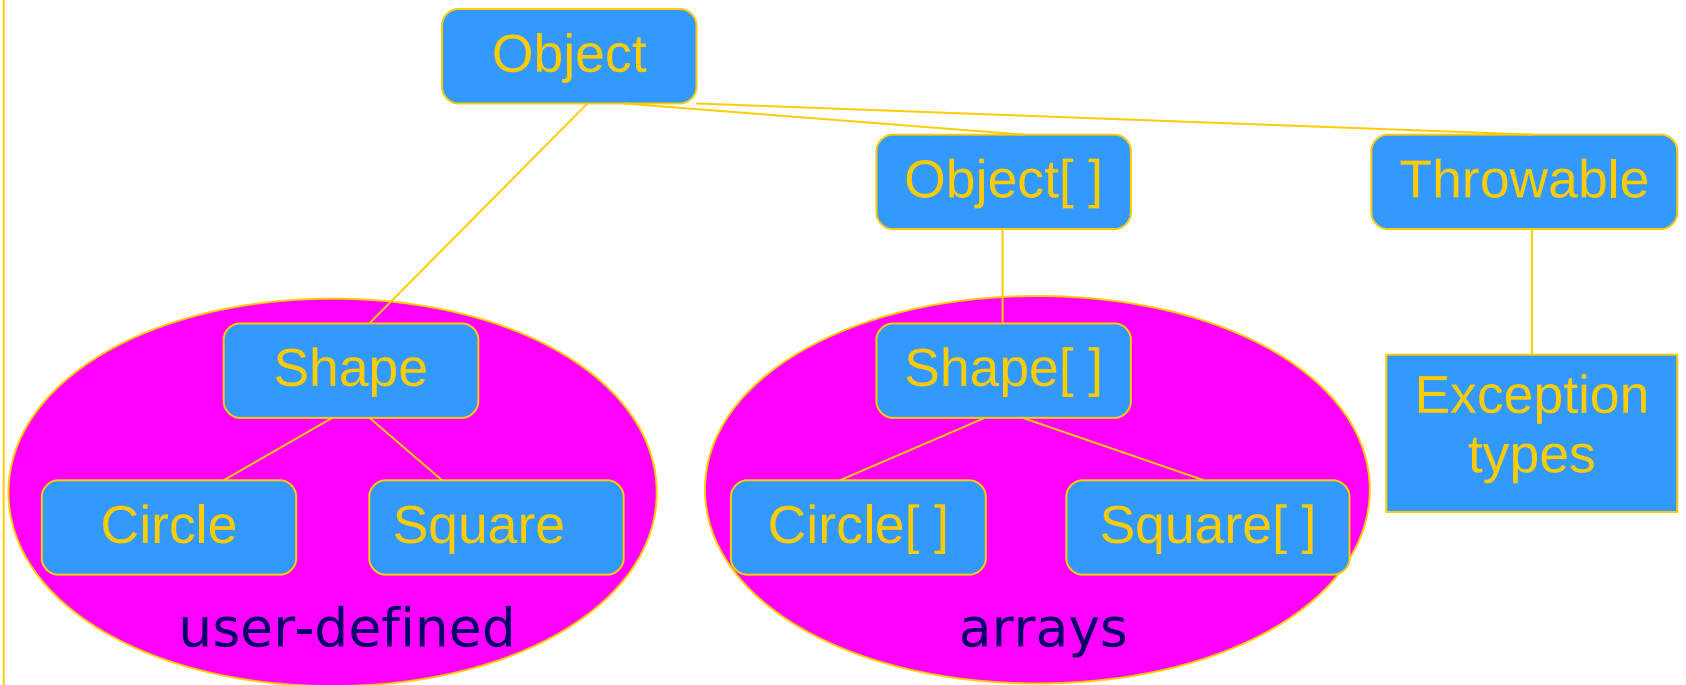 Object
Object[ ]
Throwable
Shape
Shape[ ]
Exception
types
Circle
Square
Circle[ ]
Square[ ]
user-defined
arrays